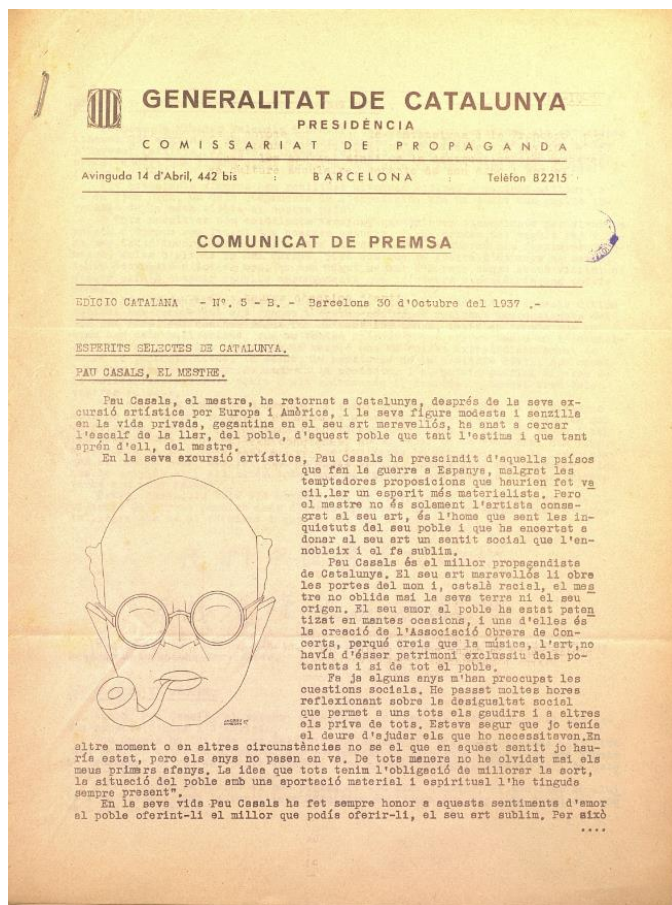 GENERALITAT DE CATALUNYA
PRESIDÈNCIA
COMISSARIAT DE PROPAGANDA
Avinguda 14 d'Abril, 442 bis : BARCELONA : Telèfon 82215
COMUNICAT DE PREMSA
EDICIO CATALANA - Nº. 5 - B. - Barcelona 30 d'Octubre del 1937 .-
ESPERITS SELECTES DE CATALUNYA.
PAU CASALS, EL MESTRE.
Pau Casals, el mestre, ha retornat a Catalunya, després de la seva ex-
cursió artística per Europa i Amèrica, i la seva figura modesta i senzilla
en la vida privada, gegantina en el seu art maravellós, ha anat a cercar
l'escalf de la llar, del poble, d'aquest poble que tant l'estima i que tant
aprén d'ell, del mestre.
En la seva excursió artística, Pau Casals ha prescindit d'aquells països
que fan la guerra a Espanya, malgrat les
temptadores proposicions que haurien fet va
cil.lar un esperit més materialista. Pero
el mestre no és solament l'artista conse-
grat al seu art, és l'home que sent les in-
quietuts del seu poble i que ha encertat a
donar al seu art un sentit social que l'en-
nobleix i el fa sublim.
Pau Casals és el millor propagandista
de Catalunya. El seu art maravellós li obre
les portes del mon i, català racial, el mes
tre no oblida mai la seva terra ni el seu
origen. El seu amor al poble ha estat paten
tizat en mantes ocasions, i una d'elles és
la creació de l'Associació Obrera de Con-
certs, perquè creia que la música, l'art,no
havia d'ésser patrimoni exclussiu dels po-
tentats i si de tot el poble.
Fa ja alguns anys m'han preocupat les
cuestions socials. He passat moltes hores
reflexionant sobre la desigualtat social
que permet a uns tots els gaudirs i a altres
els priva de tots. Estava segur que jo tenia
el deure d'ajudar els que ho necessitaven.En
altre moment o en altres circunstàncies no se el que en aquest sentit jo hau-
ría estat, pero els anys no pasen en va. De tots manera no he olvidat mai els
meus primers afanys. La idea que tots tenim l'obligació de millorar la sort,
la situació del poble amb una aportació material i espiritual l'he tinguda
sempre present".
En la seva vida Pau Casals ha fet sempre honor a aquests sentiments d'amor
al poble oferint-li el millor que podía oferir-li, el seu art sublim. Per això
....